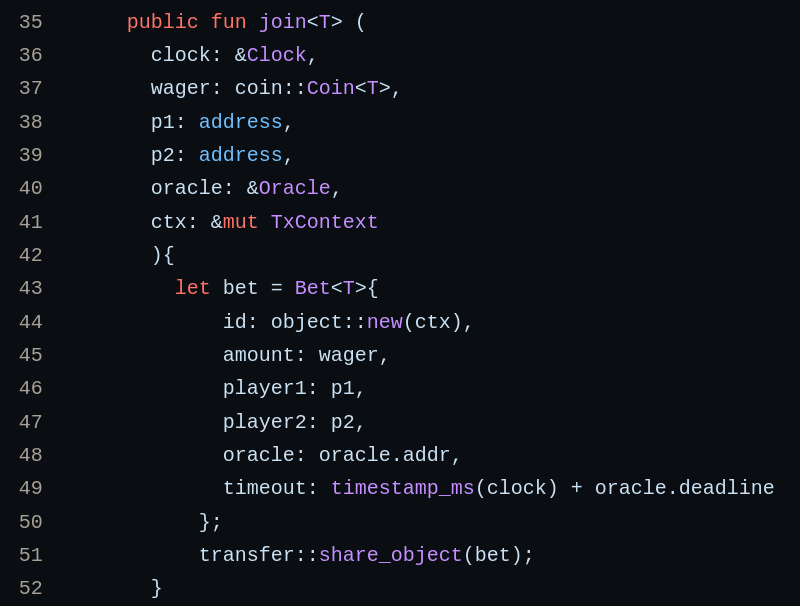 35 public fun join<T> (
36 clock: &Clock,
37 wager: coin::Coin<T>,
38 p1: address,
39 p2: address,
40 oracle: &Oracle,
41 ctx: &mut TxContext
42 ){
43 let bet = Bet<T>{
44 id: object::new(ctx),
45 amount: wager,
46 player1: p1,
47 player2: p2,
48 oracle: oracle.addr,
49 timeout: timestamp_ms(clock) + oracle.deadline
50 };
51 transfer::share_object(bet);
52 }